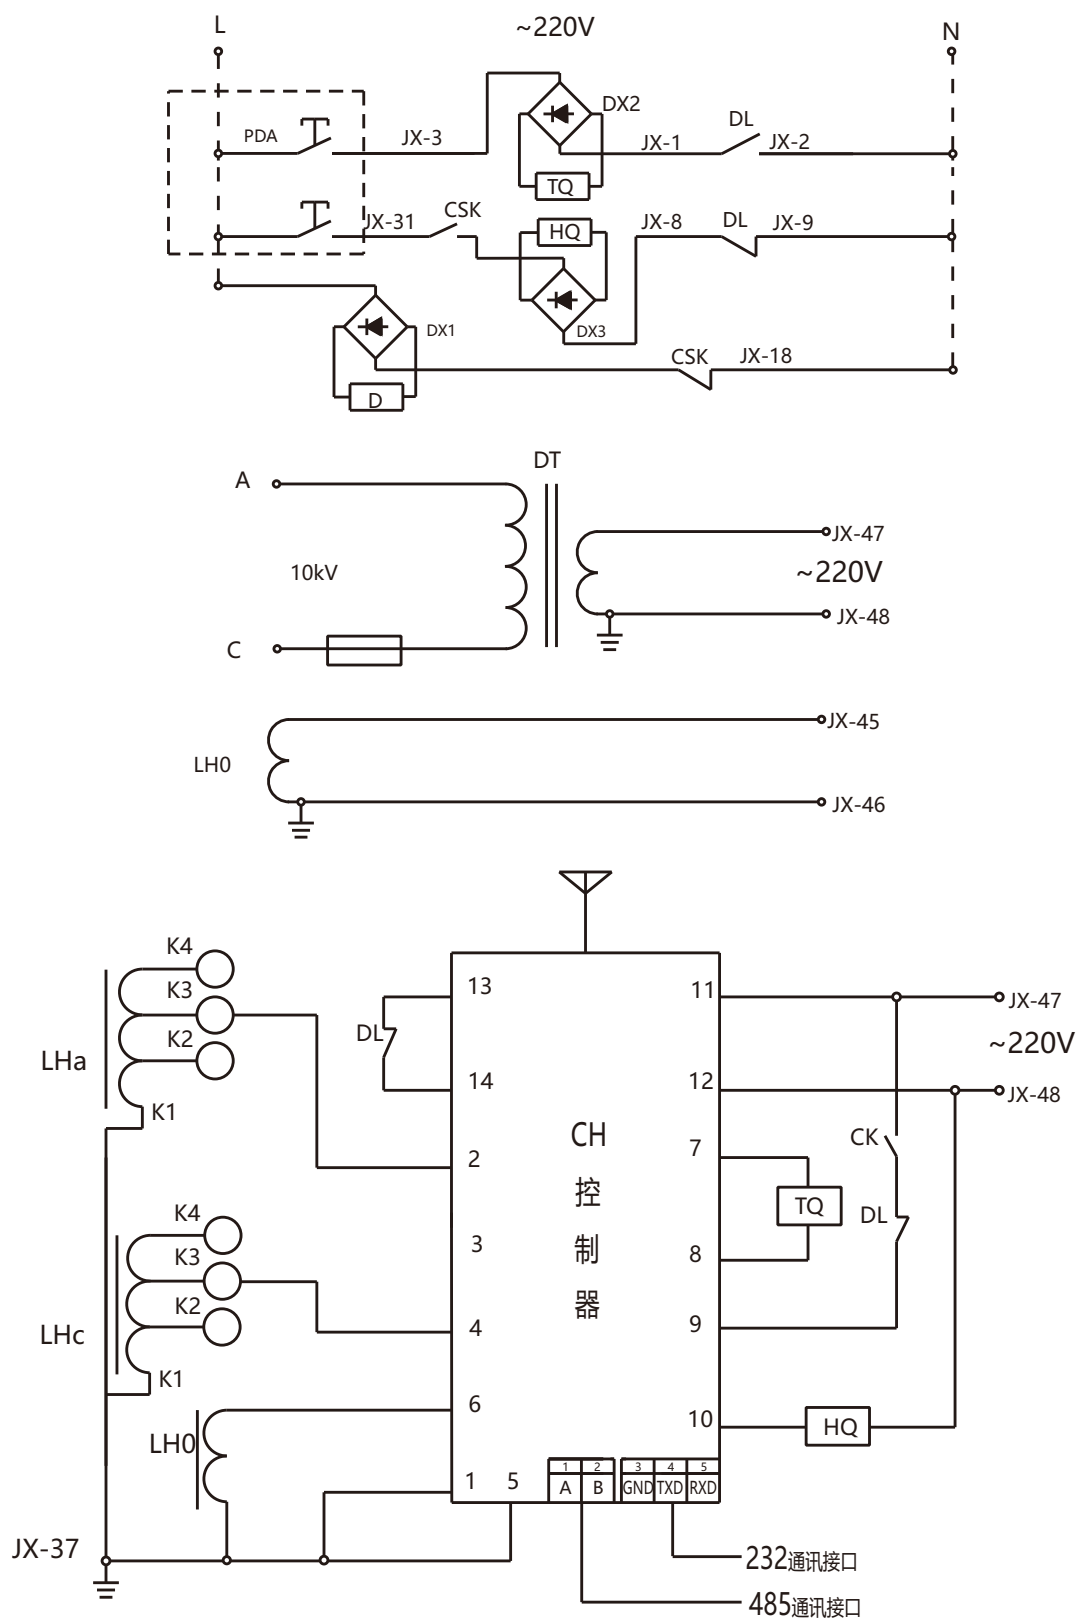 L
~220V
N
PDA
JX-3
DX2
TQ
JX-1
DL
JX-2
JX-31
CSK
HQ
DX3
JX-8
DL
JX-9
DX1
D
CSK
JX-18
DT
A
10kV
C
JX-47
~220V
JX-48
LH0
JX-45
JX-46
K4
K3
K2
LHa
K1
K4
K3
K2
LHc
K1
LH0
JX-37
DL
13
14
2
3
4
6
1
5
CH
控
制
器
11
12
7
8
9
10
1 2 3 4 5
A B GND TXD RXD
JX-47
~220V
JX-48
CK
TQ
DL
HQ
232通讯接口
485通讯接口